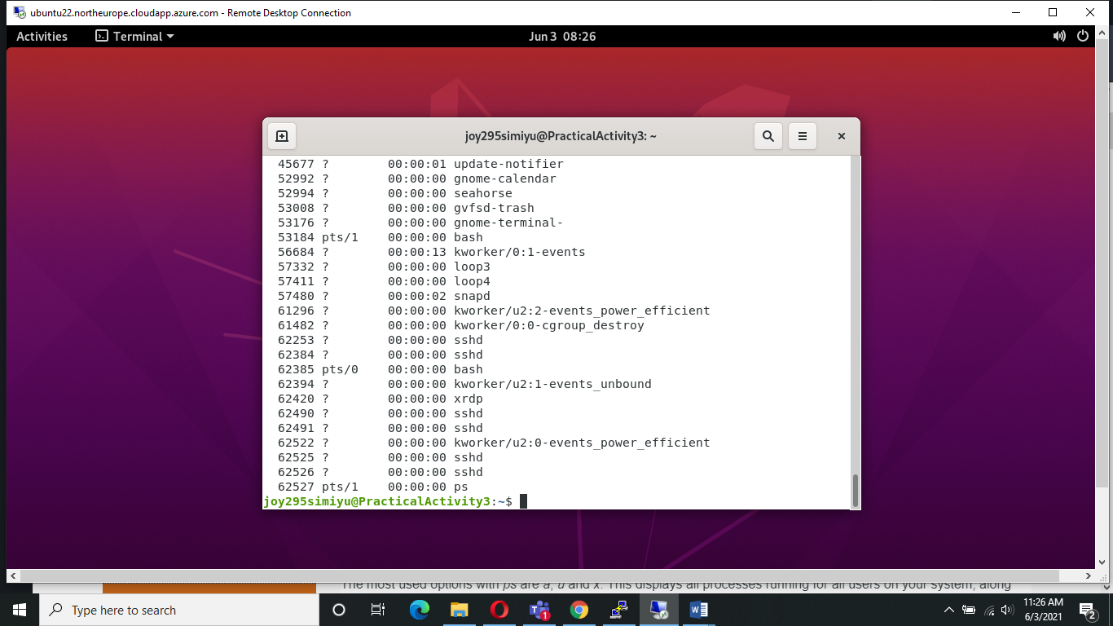 ubuntu22.northeurope.cloudapp.azure.com - Remote Desktop Connection
Activities Terminal Jun 3 08:26
joy295simiyu@PracticalActivity3: ~
45677 ? 00:00:01 update-notifier
52992 ? 00:00:00 gnome-calendar
52994 ? 00:00:00 seahorse
53008 ? 00:00:00 gvfsd-trash
53176 ? 00:00:00 gnome-terminal-
53184 pts/1 00:00:00 bash
56684 ? 00:00:13 kworker/0:1-events
57332 ? 00:00:00 loop3
57411 ? 00:00:00 loop4
57480 ? 00:00:02 snapd
61296 ? 00:00:00 kworker/u2:2-events_power_efficient
61482 ? 00:00:00 kworker/0:0-cgroup_destroy
62253 ? 00:00:00 sshd
62384 ? 00:00:00 sshd
62385 pts/0 00:00:00 bash
62394 ? 00:00:00 kworker/u2:1-events_unbound
62420 ? 00:00:00 xrdp
62490 ? 00:00:00 sshd
62491 ? 00:00:00 sshd
62522 ? 00:00:00 kworker/u2:0-events_power_efficient
62525 ? 00:00:00 sshd
62526 ? 00:00:00 sshd
62527 pts/1 00:00:00 ps
joy295simiyu@PracticalActivity3:~$
The most used options with ps are a, u and x. This displays all processes running for all users on your system, along
Type here to search
11:26 AM
6/3/2021
1
2